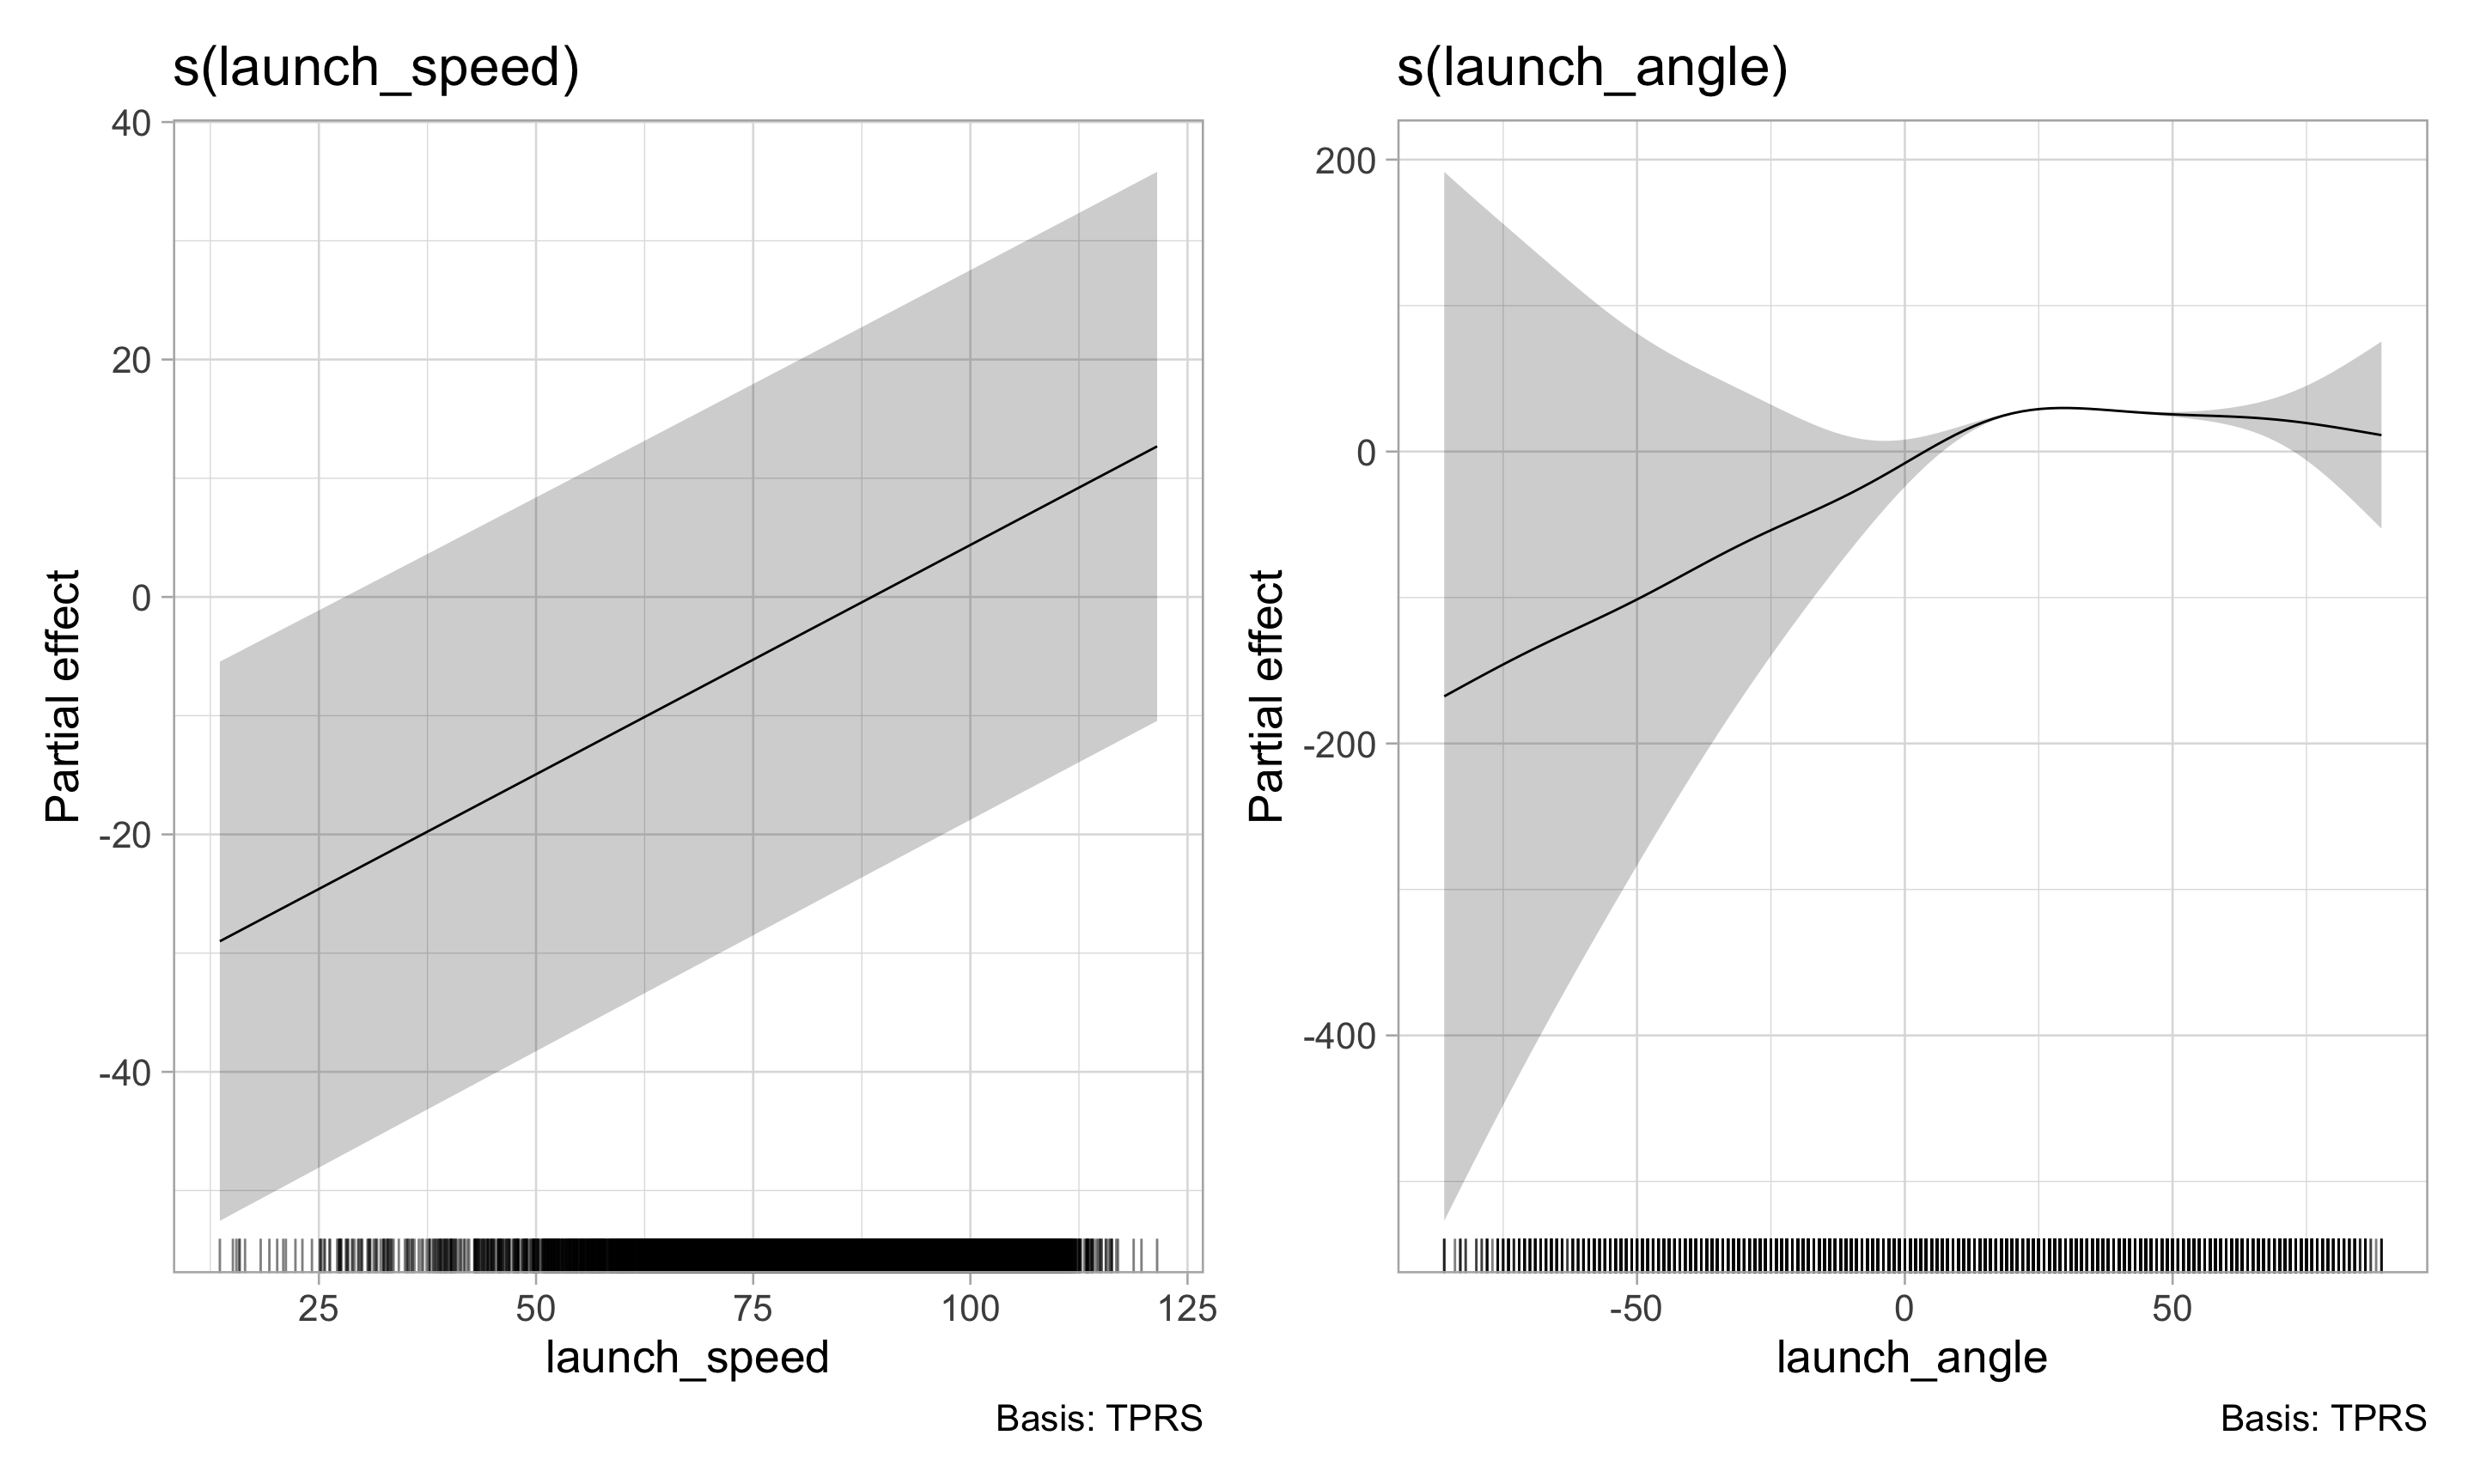 s(launch_speed)
40
20
0
-20
-40
Partial effect
25 50 75 100 125
launch_speed
Basis: TPRS
s(launch_angle)
200
0
-200
-400
Partial effect
-50 0 50
launch_angle
Basis: TPRS